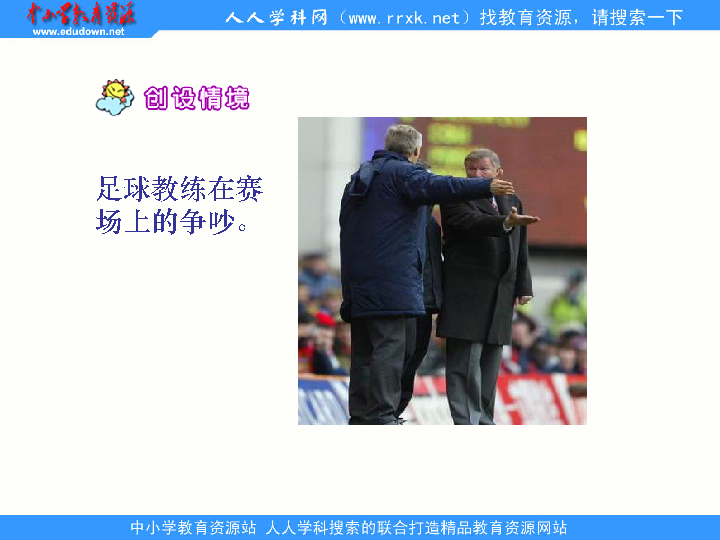 中小学教育资源
www.edudown.net
人人学科网（www.rrxk.net）找教育资源，请搜索一下
创设情境
足球教练在赛
场上的争吵。
中小学教育资源站 人人学科搜索的联合打造精品教育资源网站